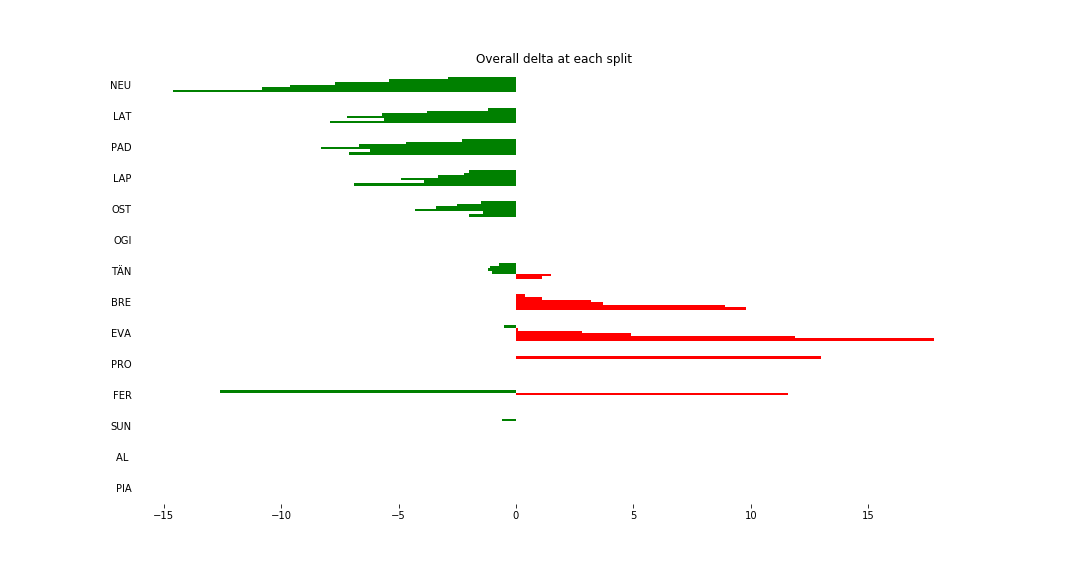 Overall delta at each split
NEU
LAT
PAD
LAP
OST
OGI
TÄN
BRE
EVA
PRO
FER
SUN
AL
PIA
−15 −10 −5 0 5 10 15